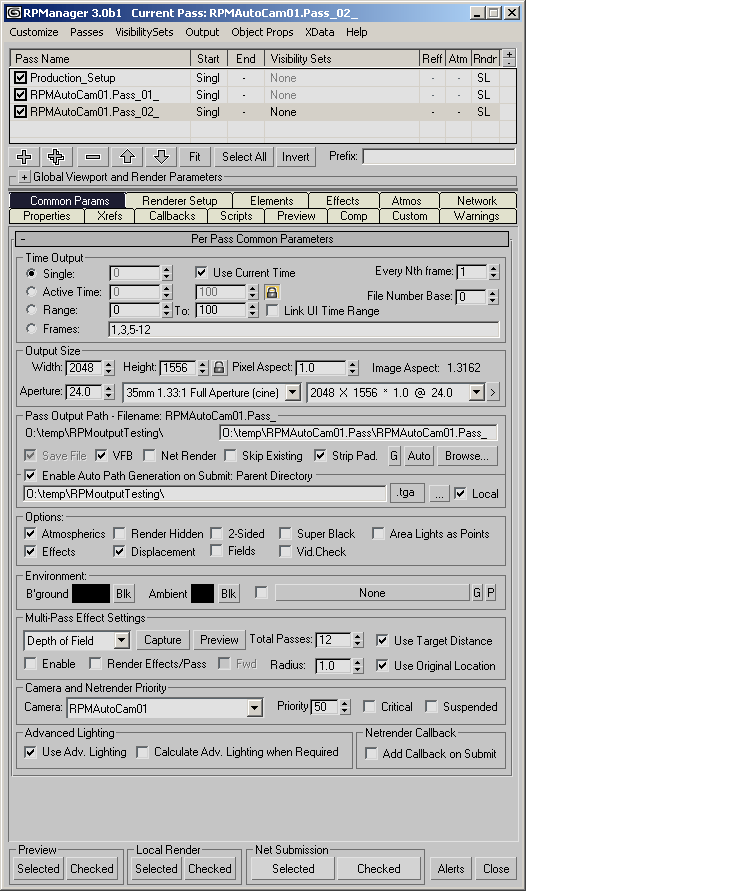 RPManager 3.0b1   Current Pass: RPMAutoCam01.Pass_02_
Customize Passes VisibilitySets Output Object Props XData Help
Pass Name Start End Visibility Sets Reff Atm Rndr + -
Production_Setup Singl - None - - SL
RPMAutoCam01.Pass_01_ Singl - None - - SL
RPMAutoCam01.Pass_02_ Singl - None - - SL
Fit Select All Invert Prefix:
+ Global Viewport and Render Parameters
Common Params Renderer Setup Elements Effects Atmos Network
Properties Xrefs Callbacks Scripts Preview Comp Custom Warnings
- Per Pass Common Parameters
Time Output
Single: 0 Use Current Time Every Nth frame: 1
Active Time: 0 100 File Number Base: 0
Range: 0 To: 100 Link UI Time Range
Frames: 1,3,5-12
Output Size
Width: 2048 Height: 1556 Pixel Aspect: 1.0 Image Aspect: 1.3162
Aperture: 24.0 35mm 1.33:1 Full Aperture (cine) 2048 X 1556 * 1.0 @ 24.0 >
Pass Output Path - Filename: RPMAutoCam01.Pass_
O:\temp\RPMoutputTesting\ O:\temp\RPMAutoCam01.Pass\RPMAutoCam01.Pass_
Save File VFB Net Render Skip Existing Strip Pad. G Auto Browse...
Enable Auto Path Generation on Submit: Parent Directory
O:\temp\RPMoutputTesting\ .tga ... Local
Options:
Atmospherics Render Hidden 2-Sided Super Black Area Lights as Points
Effects Displacement Fields Vid.Check
Environment:
B'ground Blk Ambient Blk None G P
Multi-Pass Effect Settings
Depth of Field Capture Preview Total Passes: 12 Use Target Distance
Enable Render Effects/Pass Fwd Radius: 1.0 Use Original Location
Camera and Netrender Priority
Camera: RPMAutoCam01 Priority 50 Critical Suspended
Advanced Lighting Netrender Callback
Use Adv. Lighting Calculate Adv. Lighting when Required Add Callback on Submit
Preview Local Render Net Submission
Selected Checked Selected Checked Selected Checked Alerts Close